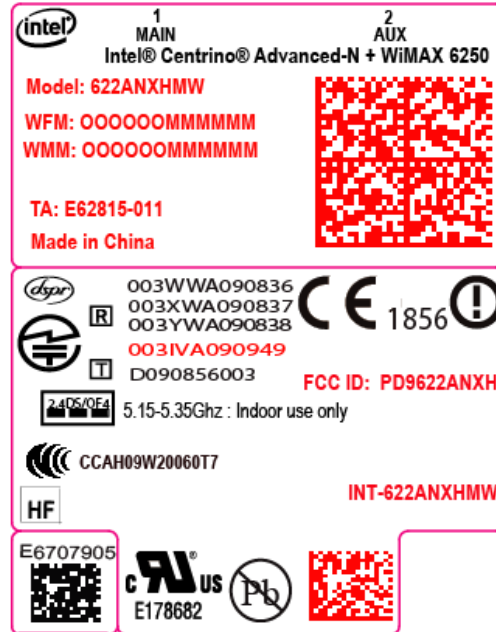 intel®
1 2
MAIN AUX
Intel® Centrino® Advanced-N + WiMAX 6250
Model: 622ANXHMW
WFM: OOOOOOMMMMMM
WMM: OOOOOOMMMMMM
TA: E62815-011
Made in China
dspr
R
003WWA090836
003XWA090837
003YWA090838
003IVA090949
T D090856003
CE 1856
FCC ID: PD9622ANXH
2.4DS/OF4 5.15-5.35Ghz : Indoor use only
CCAH09W20060T7
INT-622ANXHMW
HF
E6707905
c RU ® US
E178682
Pb